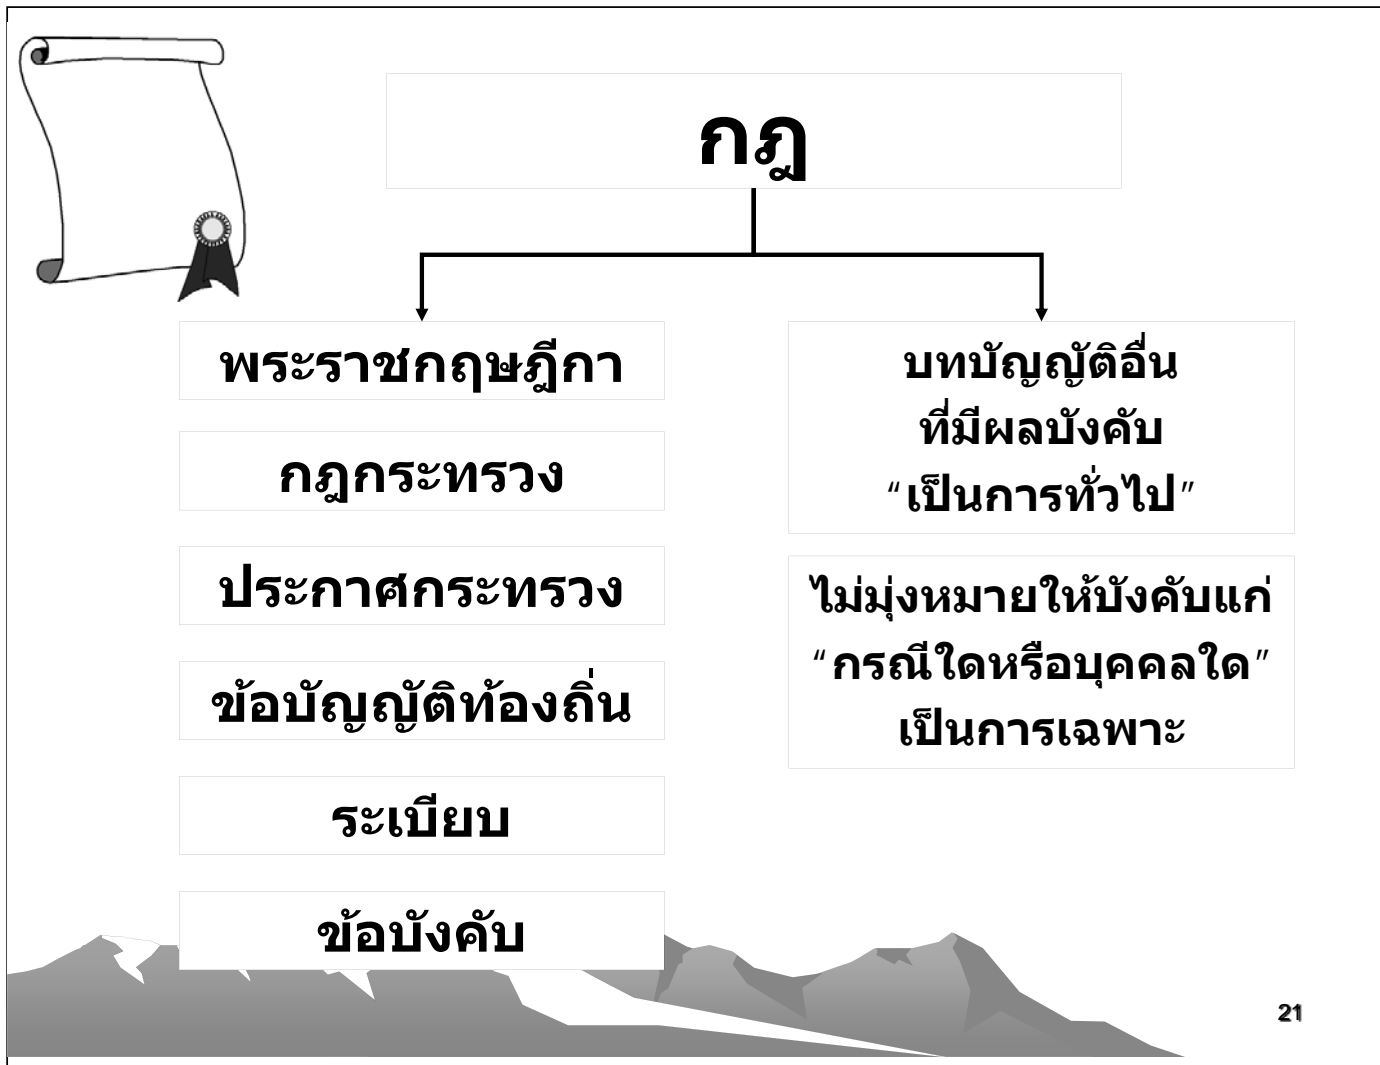 กฎ
พระราชกฤษฎีกา
กฎกระทรวง
ประกาศกระทรวง
ข้อบัญญัติท้องถิ่น
ระเบียบ
ข้อบังคับ
บทบัญญัติอื่น
ที่มีผลบังคับ
“เป็นการทั่วไป”
ไม่มุ่งหมายให้บังคับแก่
“กรณีใดหรือบุคคลใด”
เป็นการเฉพาะ
21